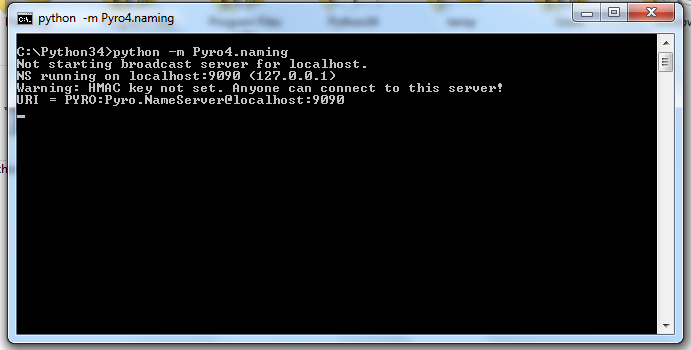 python -m Pyro4.naming
C:\Python34>python -m Pyro4.naming
Not starting broadcast server for localhost.
NS running on localhost:9090 (127.0.0.1)
Warning: HMAC key not set. Anyone can connect to this server!
URI = PYRO:Pyro.NameServer@localhost:9090